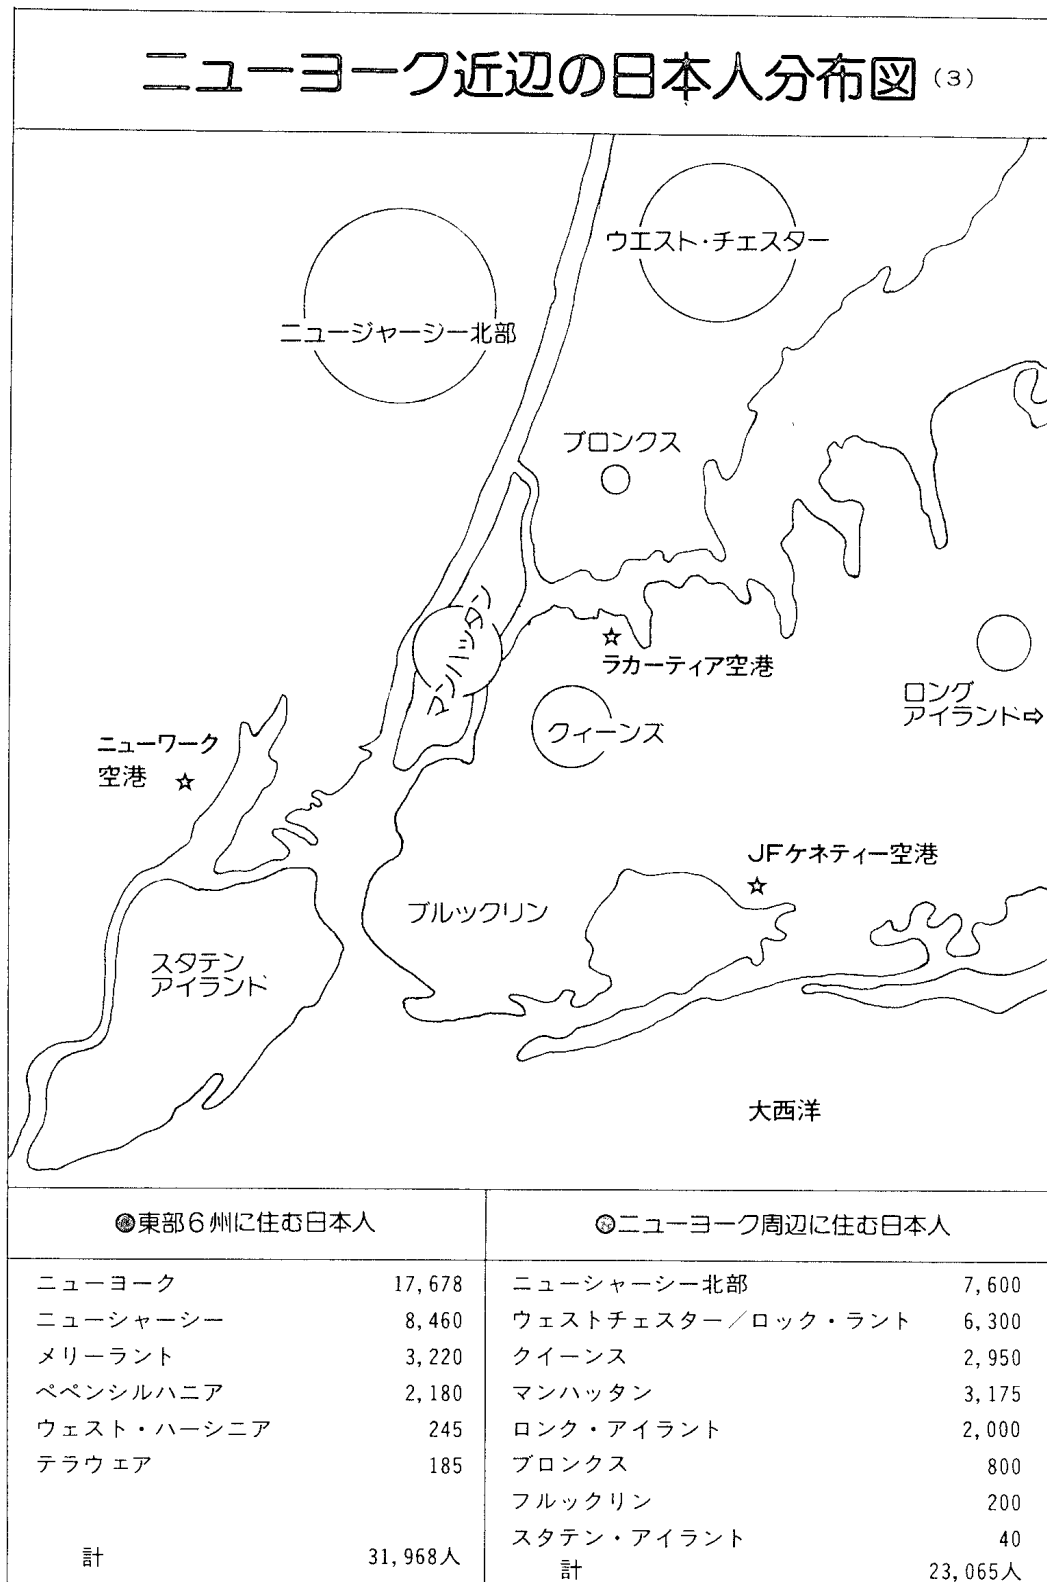 ニューヨーク近辺の日本人分布図(3)
ウエスト・チェスター
ニュージャーシー北部
ブロンクス
マンハッタン
ラカーティア空港
ロング
アイランド⇨
クィーンズ
ニューワーク
空港 ☆
JFケネティー空港
ブルックリン
スタテン
アイランド
大西洋
◎東部6州に住む日本人
ニューヨーク 17,678
ニューシャーシー 8,460
メリーラント 3,220
ペペンシルハニア 2,180
ウェスト・ハーシニア 245
テラウェア 185
計 31,968人
◎ニューヨーク周辺に住む日本人
ニューシャーシー北部 7,600
ウェストチェスター/ロック・ラント 6,300
クイーンス 2,950
マンハッタン 3,175
ロンク・アイラント 2,000
ブロンクス 800
フルックリン 200
スタテン・アイラント 40
計 23,065人